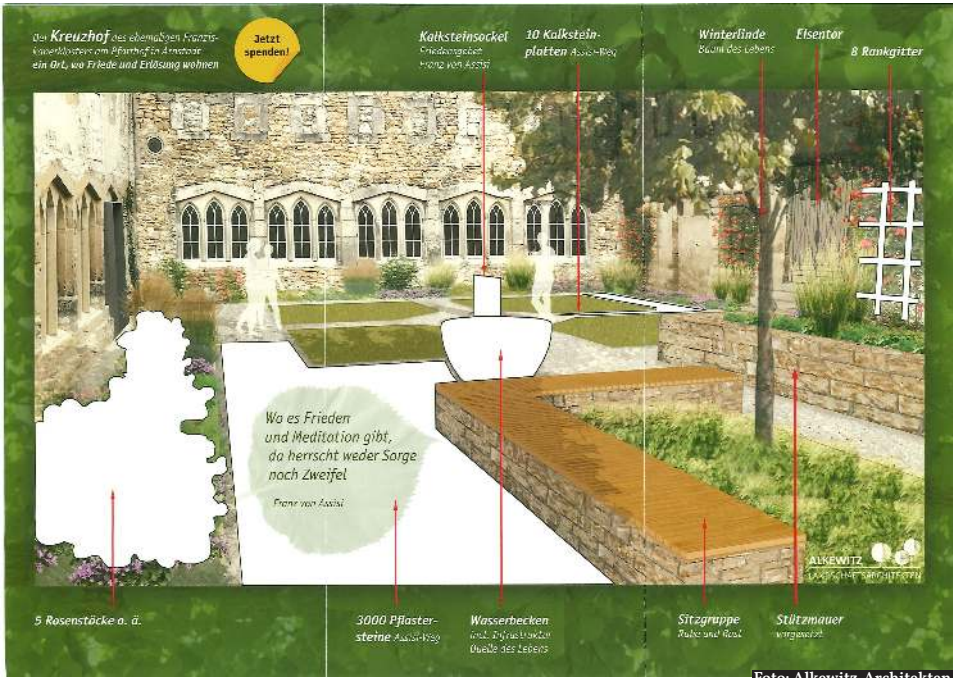 Der Kreuzhof des ehemaligen Franzis-
kanerklosters am Pfarrhof in Arnstadt
ein Ort, wo Friede und Erlösung wohnen
Jetzt
spenden!
Kalksteinsockel
Friedensgebet
Franz von Assisi
10 Kalkstein-
platten Assisi-Weg
Winterlinde
Baum des Lebens
Eisentor
8 Rankgitter
Wo es Frieden
und Meditation gibt,
da herrscht weder Sorge
noch Zweifel
Franz von Assisi
ALKEWITZ
LANDSCHAFTSARCHITEKTEN
5 Rosenstöcke o. ä.
3000 Pflaster-
steine Assisi-Weg
Wasserbecken
incl. Infrastruktur
Quelle des Lebens
Sitzgruppe
Ruhe und Rast
Stützmauer
vorgesetzt
Foto: Alkewitz-Architekten